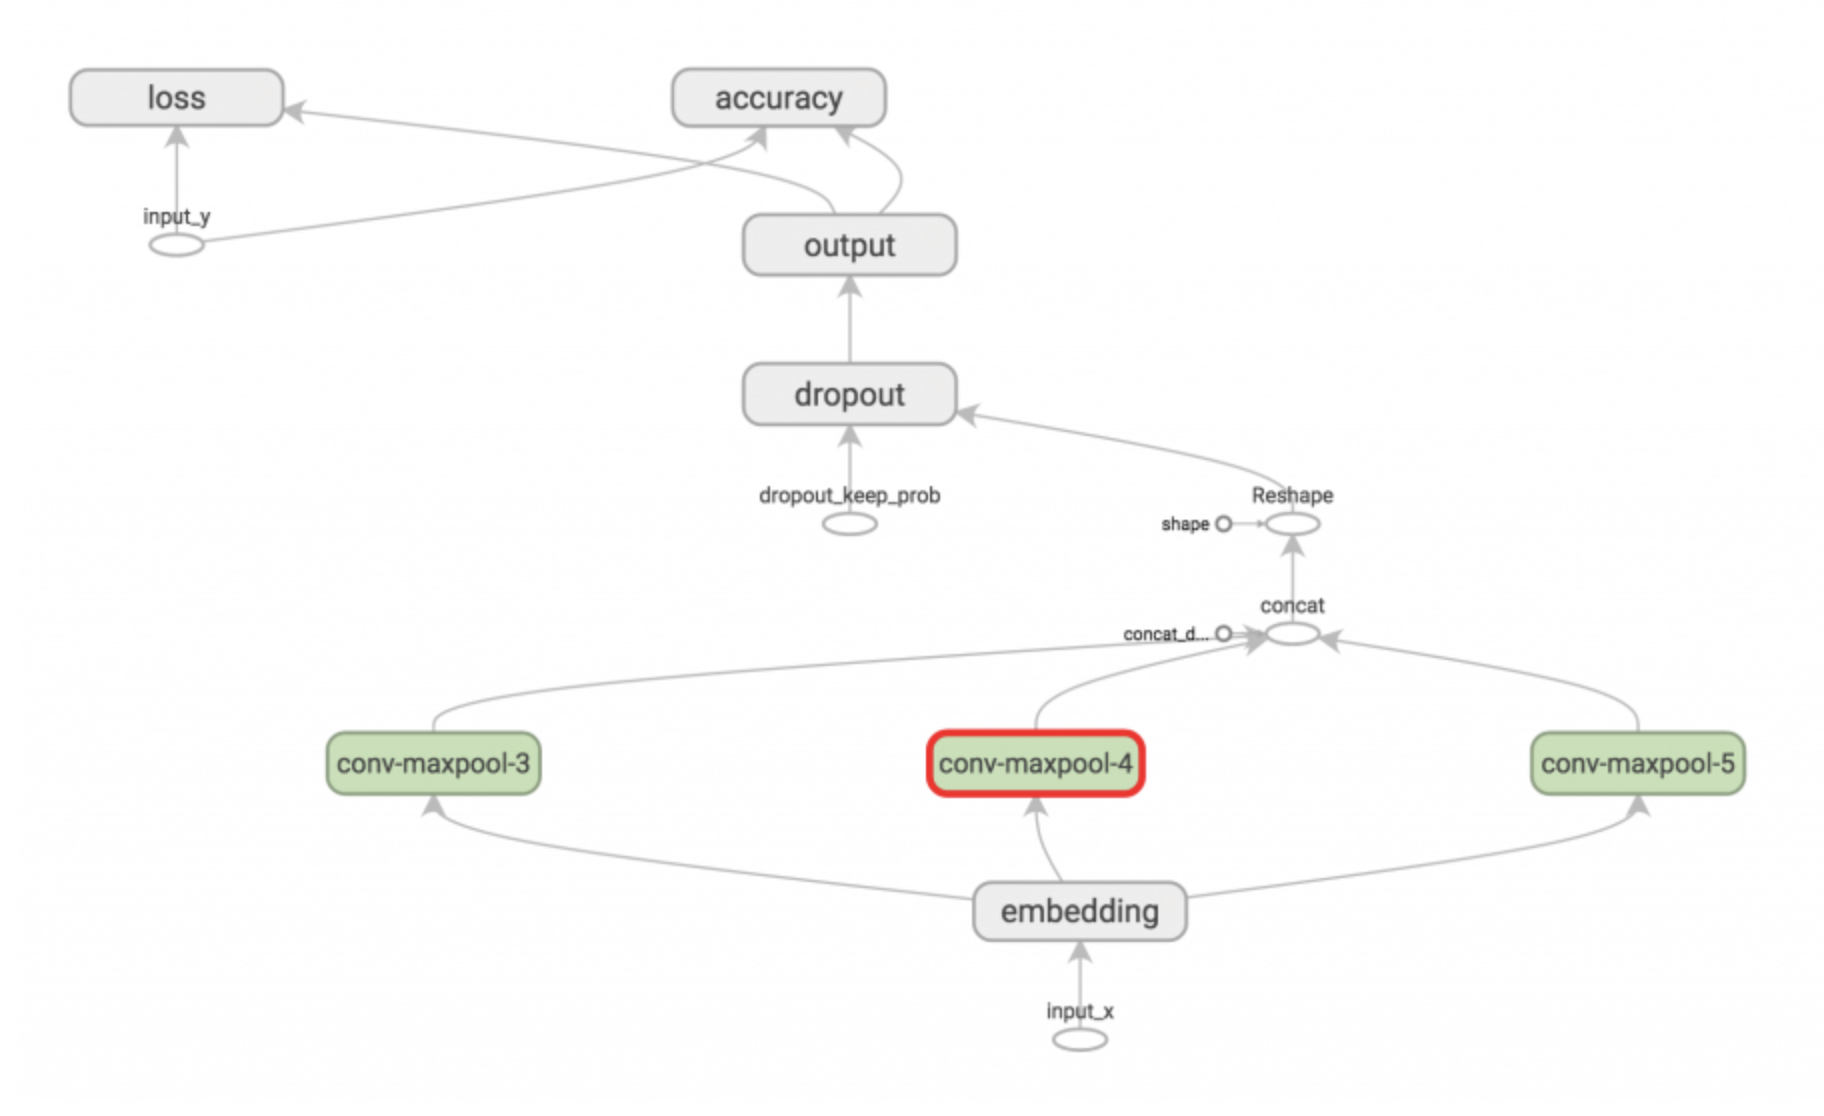 loss
accuracy
input_y
output
dropout
dropout_keep_prob
Reshape
shape
concat
concat_d...
conv-maxpool-3
conv-maxpool-4
conv-maxpool-5
embedding
input_x